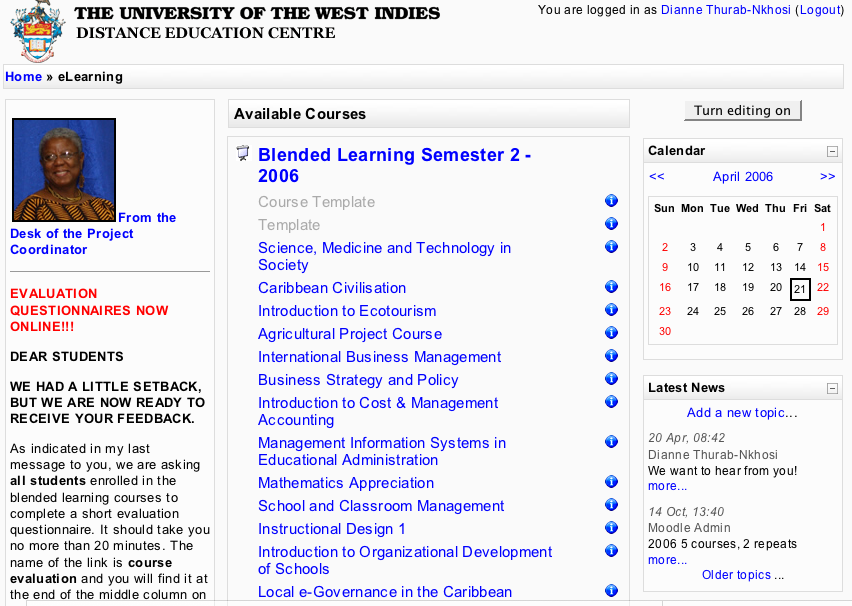 THE UNIVERSITY OF THE WEST INDIES
DISTANCE EDUCATION CENTRE
You are logged in as Dianne Thurab-Nkhosi (Logout)
Home » eLearning
From the
Desk of the Project
Coordinator
EVALUATION
QUESTIONNAIRES NOW
ONLINE!!!
DEAR STUDENTS
WE HAD A LITTLE SETBACK,
BUT WE ARE NOW READY TO
RECEIVE YOUR FEEDBACK.
As indicated in my last
message to you, we are asking
all students enrolled in the
blended learning courses to
complete a short evaluation
questionnaire. It should take you
no more than 20 minutes. The
name of the link is course
evaluation and you will find it at
the end of the middle column on
Available Courses
Blended Learning Semester 2 -
2006
Course Template
Template
Science, Medicine and Technology in
Society
Caribbean Civilisation
Introduction to Ecotourism
Agricultural Project Course
International Business Management
Business Strategy and Policy
Introduction to Cost & Management
Accounting
Management Information Systems in
Educational Administration
Mathematics Appreciation
School and Classroom Management
Instructional Design 1
Introduction to Organizational Development
of Schools
Local e-Governance in the Caribbean
Turn editing on
Calendar
<< April 2006 >>
Sun Mon Tue Wed Thu Fri Sat
1
2 3 4 5 6 7 8
9 10 11 12 13 14 15
16 17 18 19 20 21 22
23 24 25 26 27 28 29
30
Latest News
Add a new topic...
20 Apr, 08:42
Dianne Thurab-Nkhosi
We want to hear from you!
more...
14 Oct, 13:40
Moodle Admin
2006 5 courses, 2 repeats
more...
Older topics ...